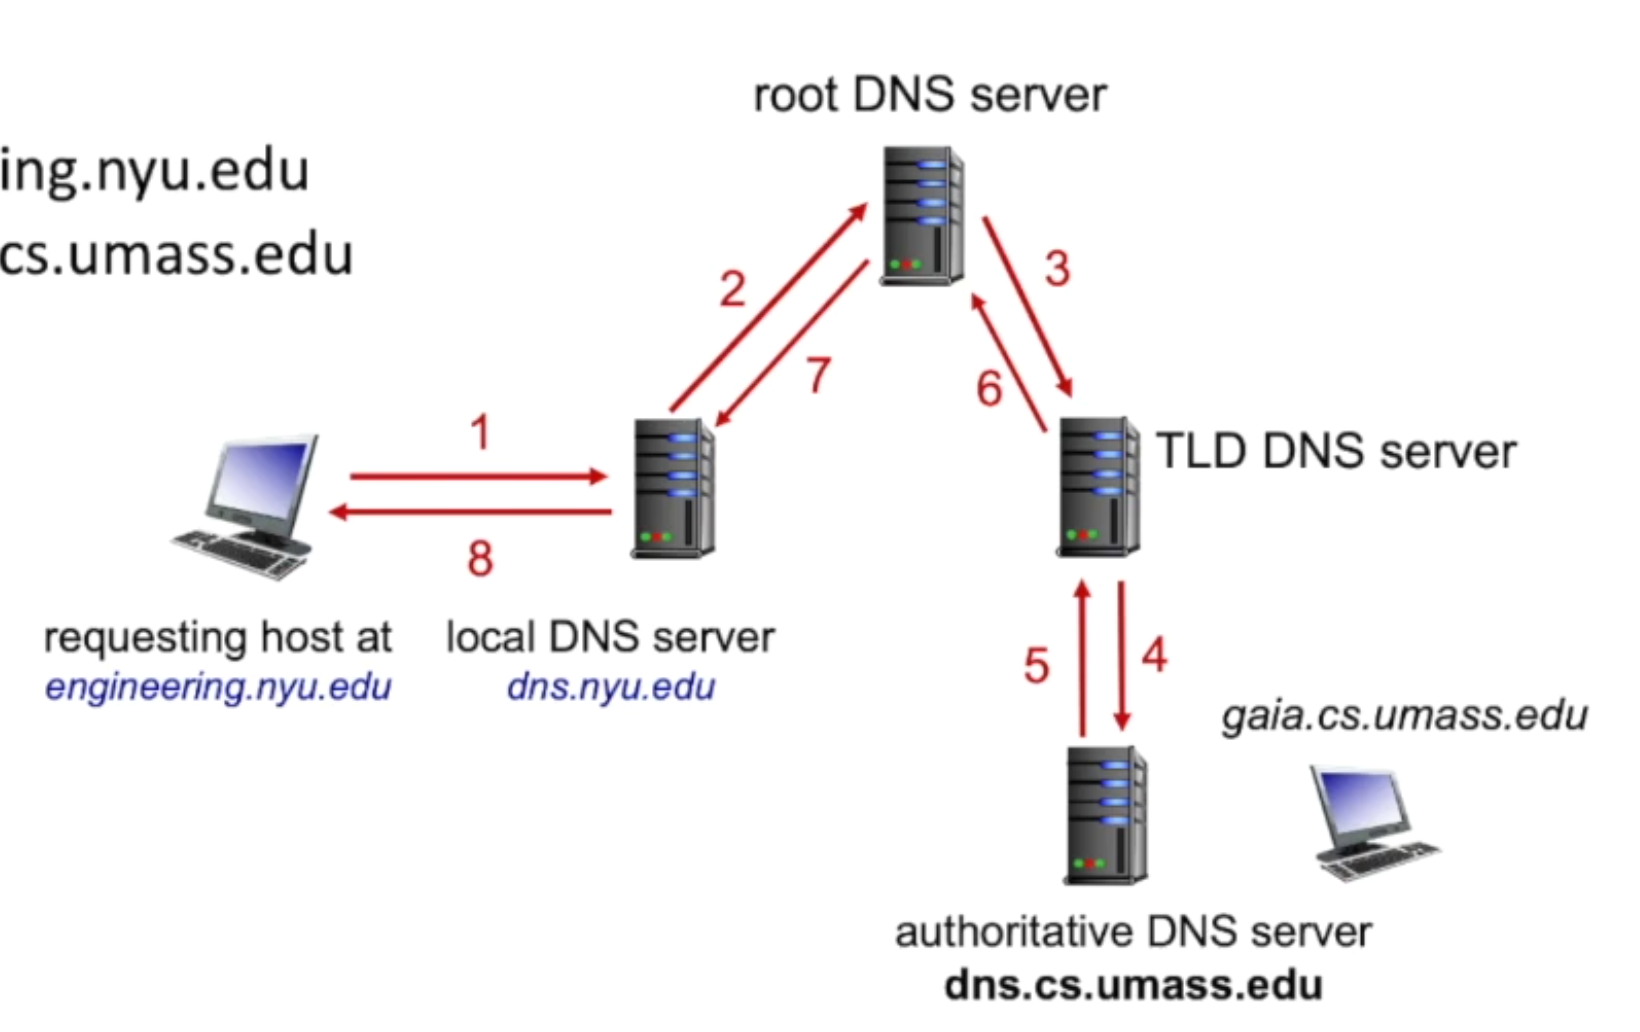 root DNS server
ing.nyu.edu
cs.umass.edu
2
3
7
6
1
TLD DNS server
8
requesting host at
engineering.nyu.edu
local DNS server
dns.nyu.edu
5
4
gaia.cs.umass.edu
authoritative DNS server
dns.cs.umass.edu